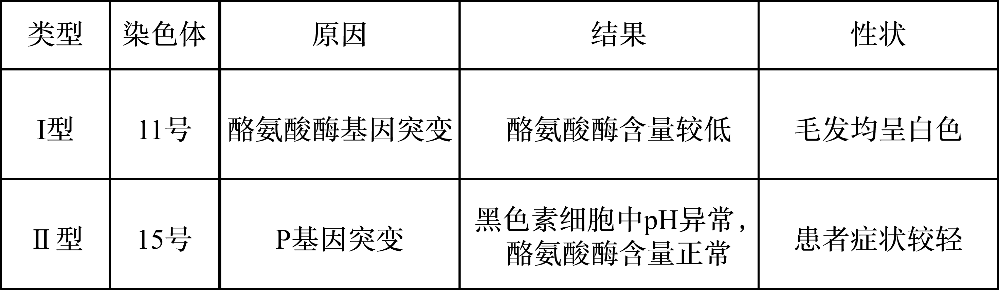 类型 染色体 原因 结果 性状
I型 11号 酪氨酸酶基因突变 酪氨酸酶含量较低 毛发均呈白色
II型 15号 P基因突变 黑色素细胞中pH异常，
酪氨酸酶含量正常 患者症状较轻